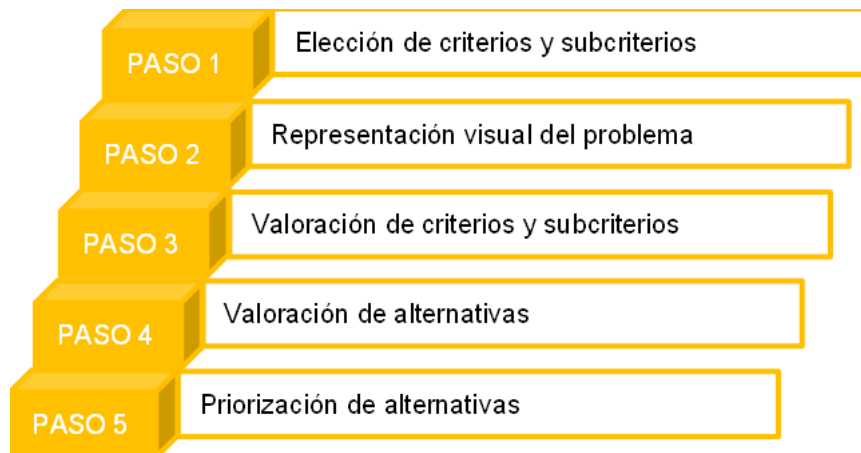 PASO 1
Elección de criterios y subcriterios
PASO 2
Representación visual del problema
PASO 3
Valoración de criterios y subcriterios
PASO 4
Valoración de alternativas
PASO 5
Priorización de alternativas